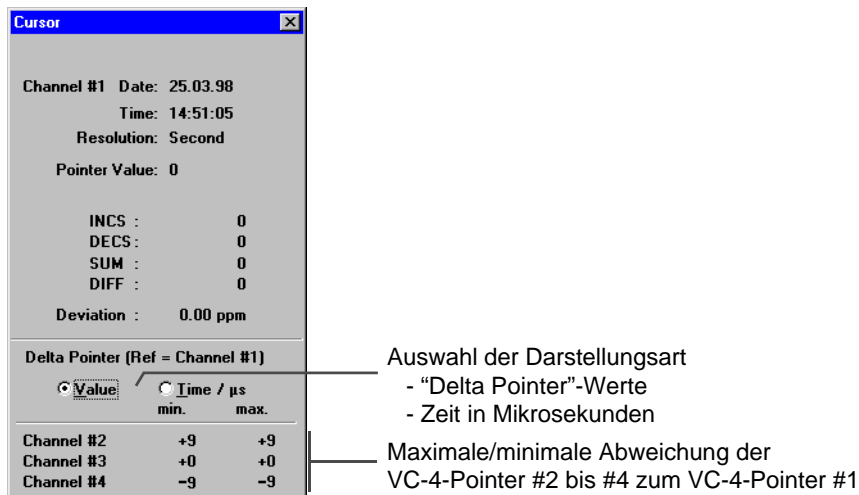 Cursor
Channel #1 Date: 25.03.98
Time: 14:51:05
Resolution: Second
Pointer Value: 0
INCS : 0
DECS : 0
SUM : 0
DIFF : 0
Deviation : 0.00 ppm
Delta Pointer (Ref = Channel #1)
Value Time / µs
min. max.
Channel #2 +9 +9
Channel #3 +0 +0
Channel #4 -9 -9
Auswahl der Darstellungsart
- “Delta Pointer”-Werte
- Zeit in Mikrosekunden
Maximale/minimale Abweichung der
VC-4-Pointer #2 bis #4 zum VC-4-Pointer #1